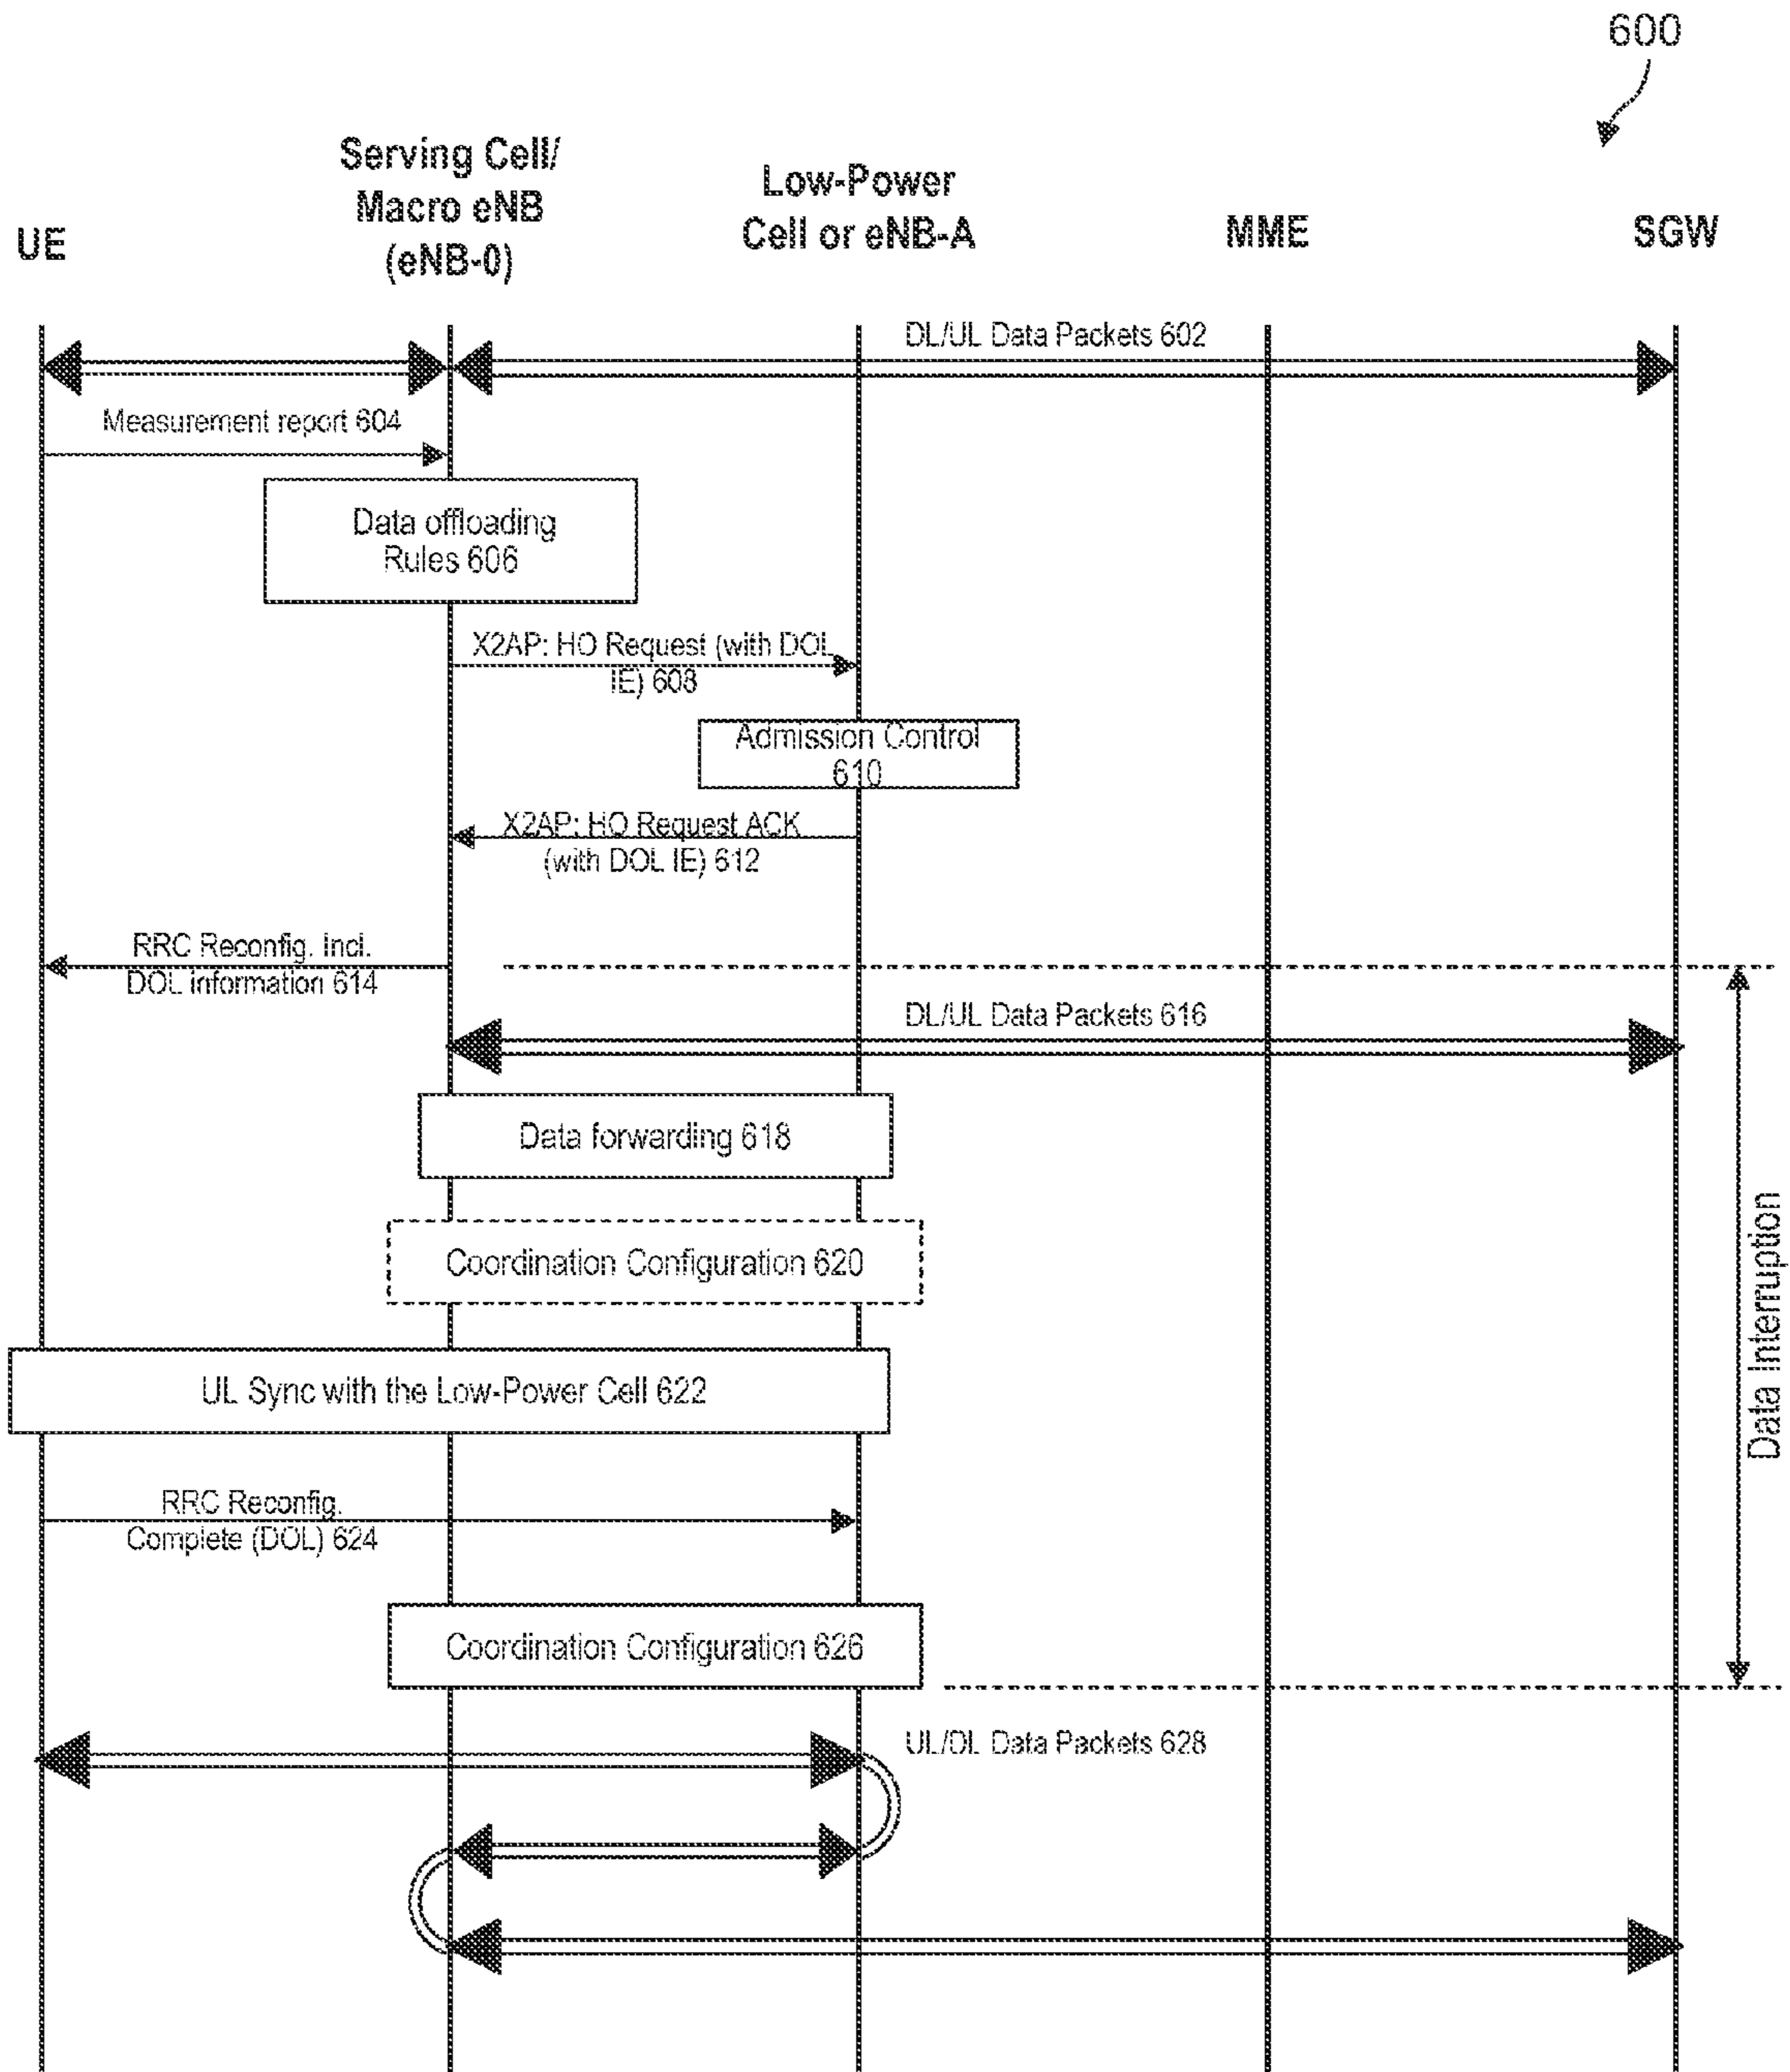 600
Serving Cell/
Macro eNB
(eNB-0)
Low-Power
Cell or eNB-A
UE
MME
SGW
DL/UL Data Packets 602
Measurement report 604
Data offloading
Rules 606
X2AP: HO Request (with DOL
IE) 608
Admission Control
610
X2AP: HO Request ACK
(with DOL IE) 612
RRC Reconfig. Incl.
DOL information 614
DL/UL Data Packets 616
Data forwarding 618
Coordination Configuration 620
Data Interruption
UL Sync with the Low-Power Cell 622
RRC Reconfig.
Complete (DOL) 624
Coordination Configuration 626
UL/DL Data Packets 628